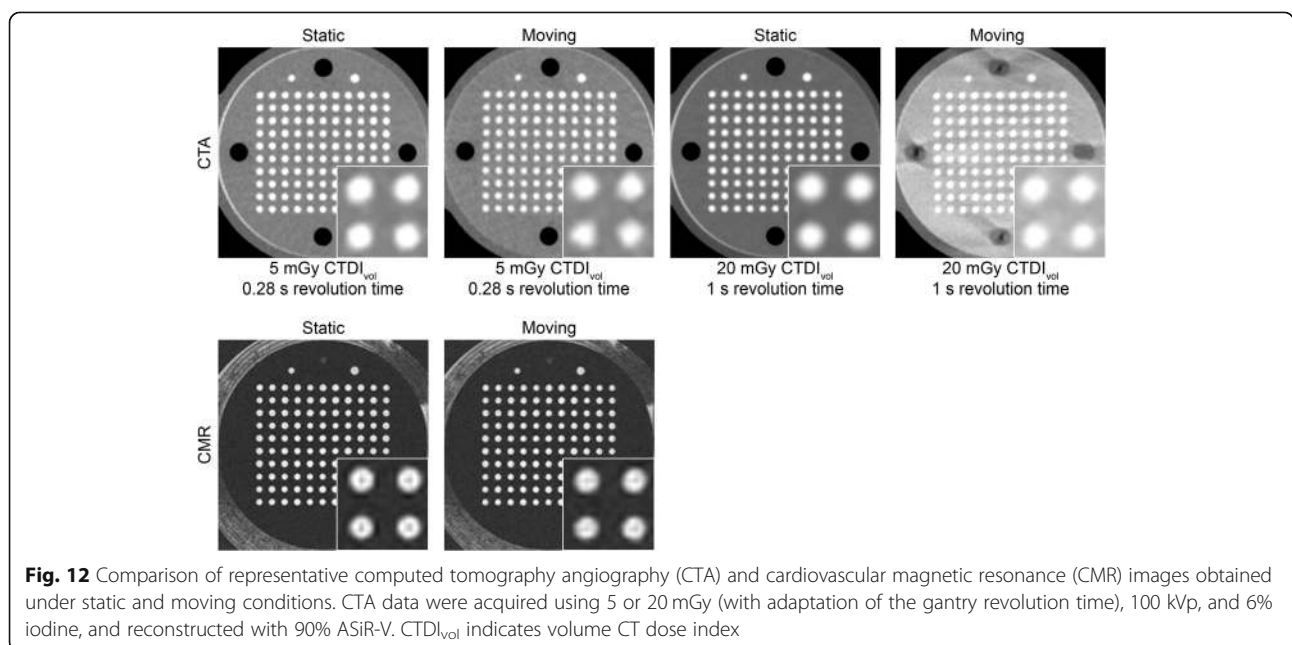 Static Moving Static Moving
CTA
5 mGy CTDIvol 5 mGy CTDIvol 20 mGy CTDIvol 20 mGy CTDIvol
0.28 s revolution time 0.28 s revolution time 1 s revolution time 1 s revolution time
Static Moving
CMR
Fig. 12 Comparison of representative computed tomography angiography (CTA) and cardiovascular magnetic resonance (CMR) images obtained
under static and moving conditions. CTA data were acquired using 5 or 20 mGy (with adaptation of the gantry revolution time), 100 kVp, and 6%
iodine, and reconstructed with 90% ASiR-V. CTDIvol indicates volume CT dose index